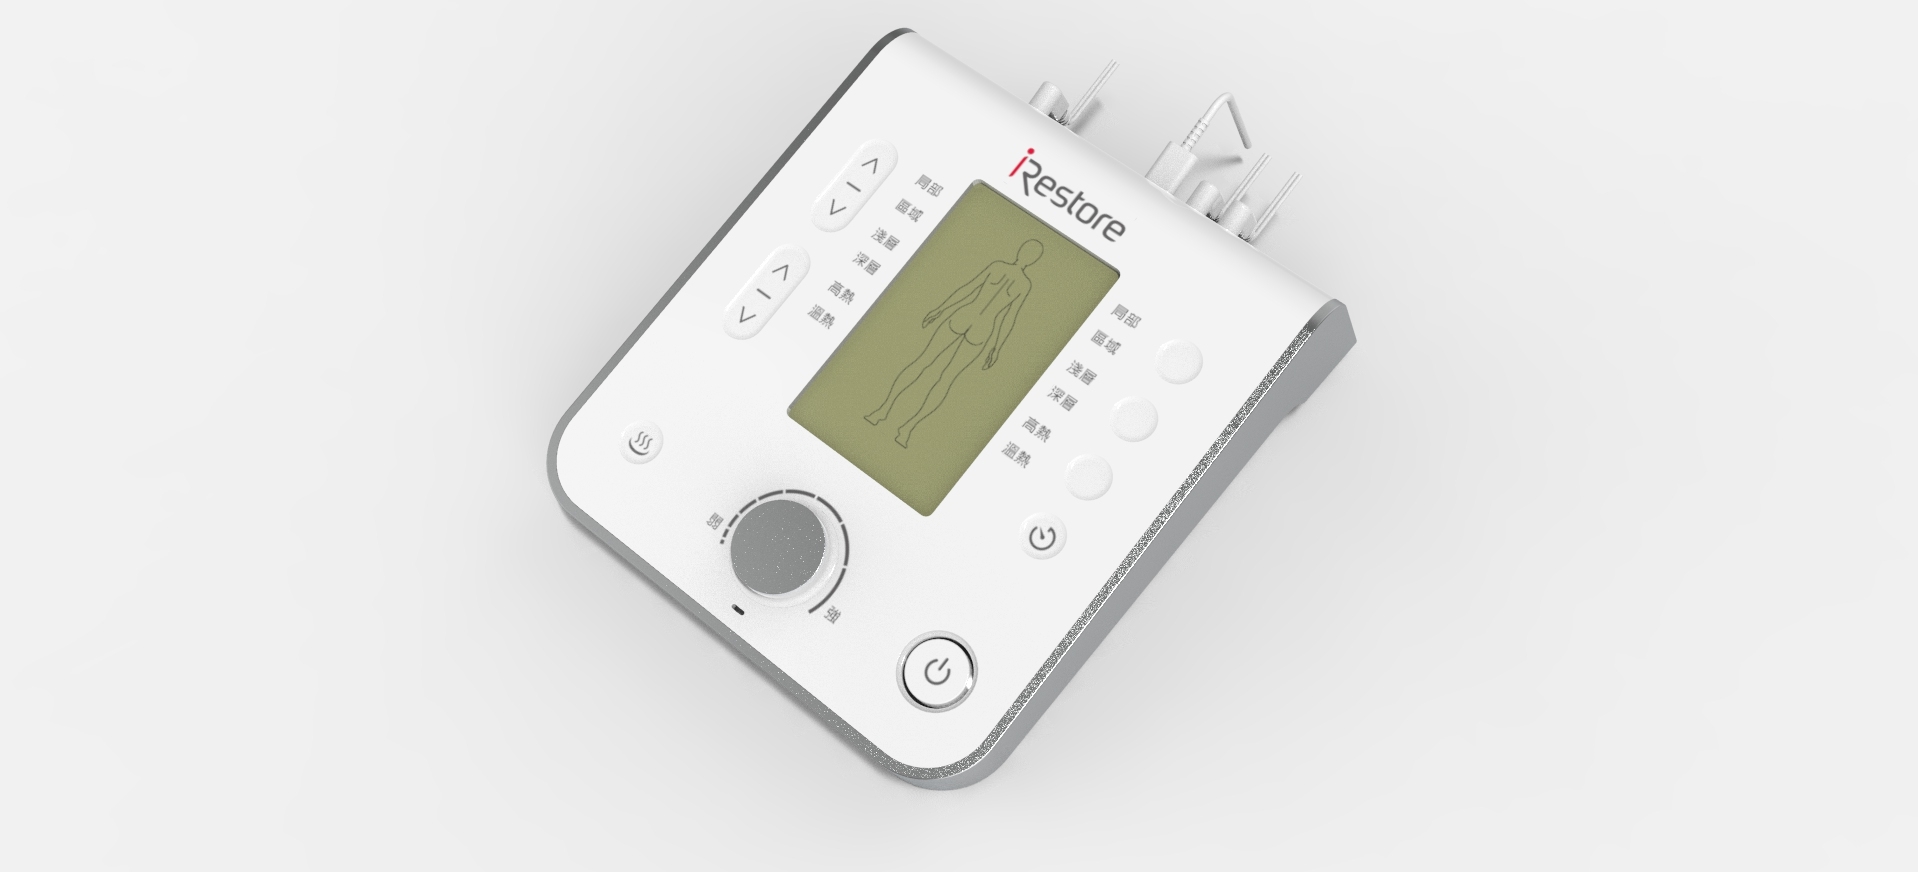 iRestore
局部
區域
淺層
深層
高熱
溫熱
局部
區域
淺層
深層
高熱
溫熱
弱
強